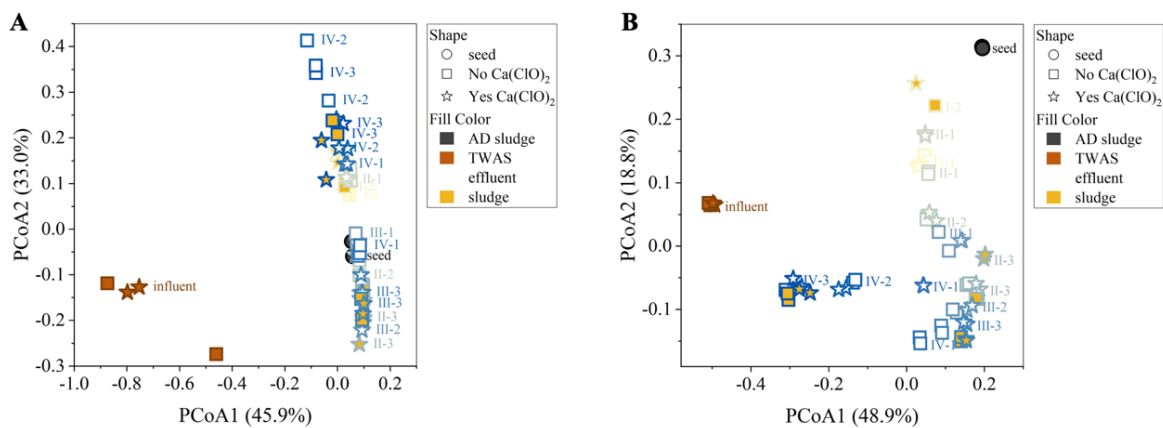 A
B
0.4
0.3
0.2
0.1
0.0
-0.1
-0.2
-0.3
-1.0
-0.8
-0.6
-0.4
-0.2
0.0
0.2
PCoA2 (33.0%)
PCoA1 (45.9%)
IV-2
IV-3
IV-2
IV-3
IV-3
IV-2
IV-1
II-1
I-1
III-1
IV-1
seed
II-2
III-3
III-3
II-3
III-2
II-3
influent
Shape
seed
No Ca(ClO)2
Yes Ca(ClO)2
Fill Color
AD sludge
TWAS
effluent
sludge
0.3
0.2
0.1
0.0
-0.1
-0.4
-0.2
0.0
0.2
PCoA2 (18.8%)
PCoA1 (48.9%)
seed
I-2
II-1
I-1
II-1
II-2
III-1
II-3
influent
IV-3
IV-2
IV-1
II-3
III-2
III-3
Shape
seed
No Ca(ClO)2
Yes Ca(ClO)2
Fill Color
AD sludge
TWAS
effluent
sludge